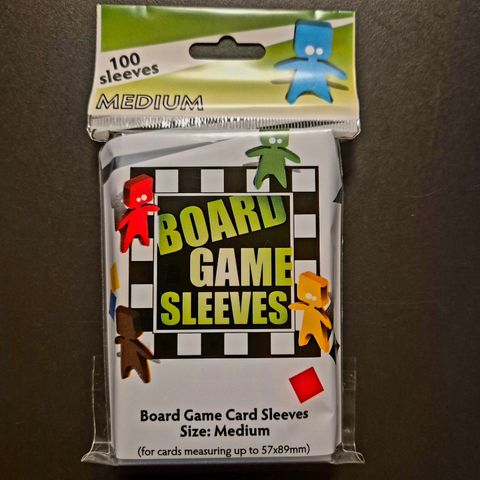 100
sleeves
MEDIUM
BOARD
GAME
SLEEVES
Board Game Card Sleeves
Size: Medium
(for cards measuring up to 57x89mm)